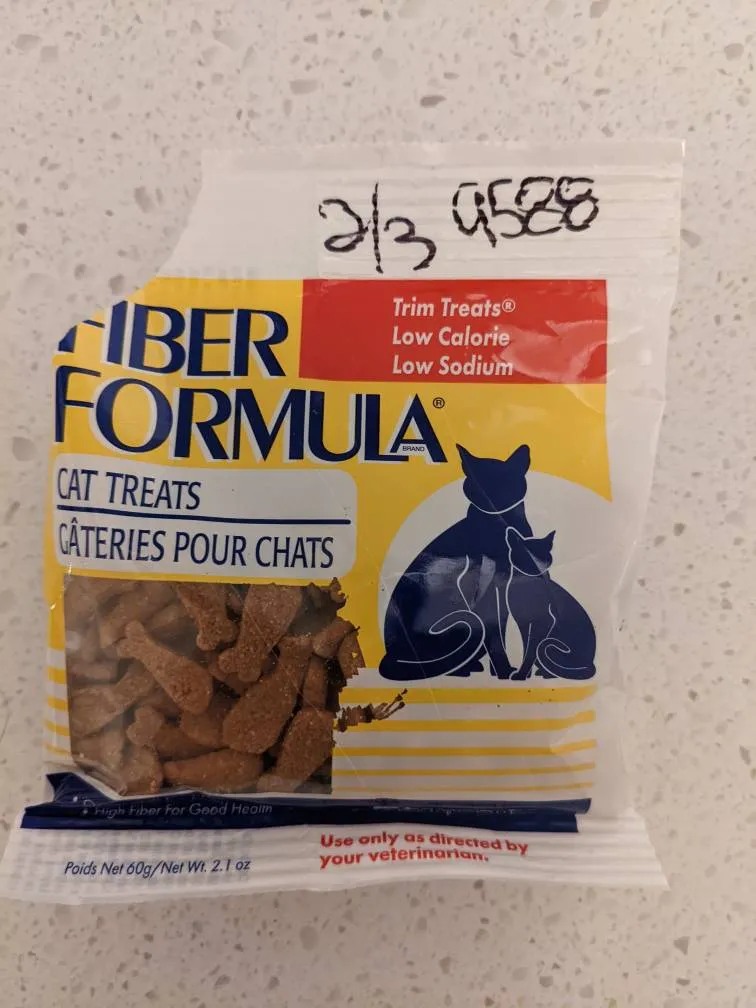 2/3 9588
Trim Treats®
Low Calorie
Low Sodium
FIBER
FORMULA®
BRAND
CAT TREATS
GÂTERIES POUR CHATS
High Fiber For Good Health
Poids Net 60g/Net Wt. 2.1 oz
Use only as directed by
your veterinarian.